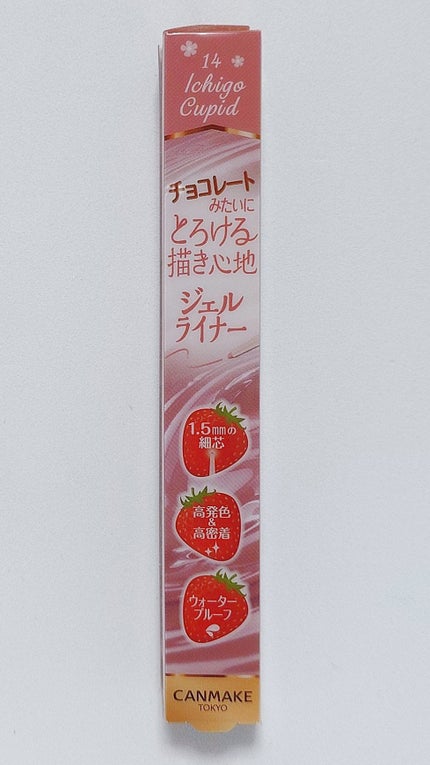 14
Ichigo
Cupid
チョコレート
みたいに
とろける
描き心地
ジェル
ライナー
1.5mmの
細芯
高発色
&
高密着
ウォーター
プルーフ
CANMAKE
TOKYO